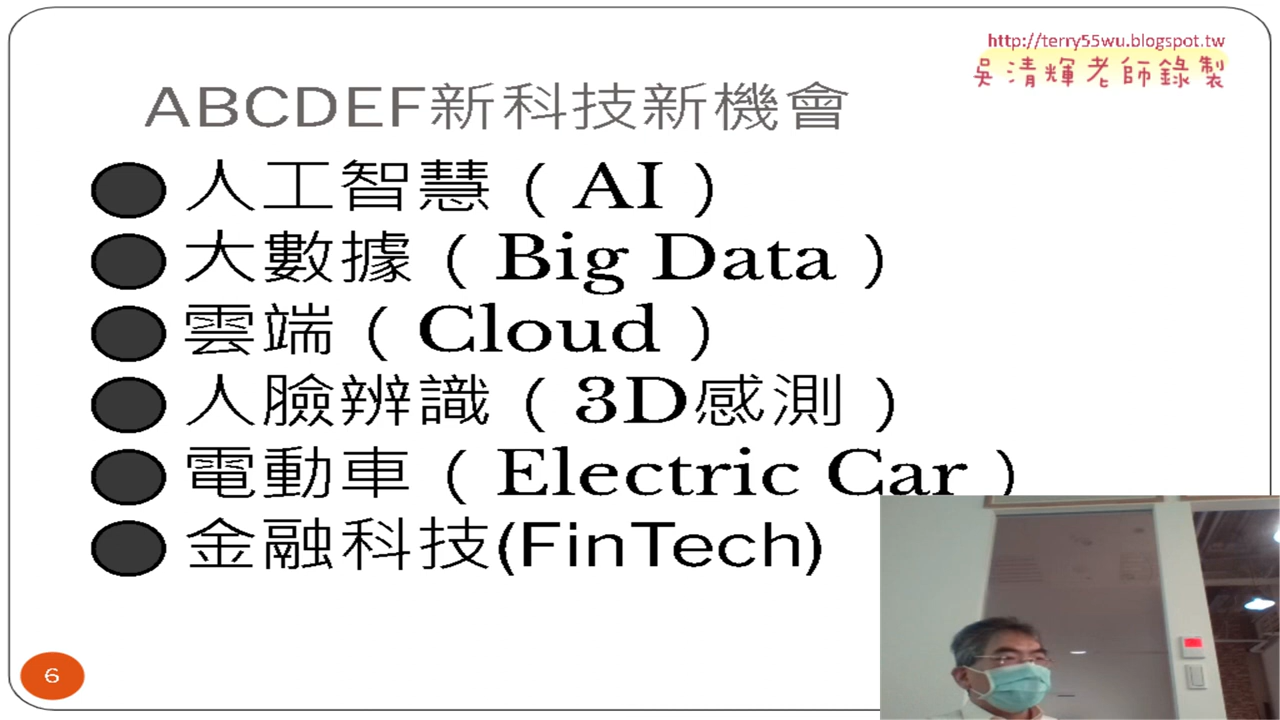 http://terry55wu.blogspot.tw
吳清輝老師錄製
ABCDEF新科技新機會
人工智慧（AI）
大數據（Big Data）
雲端（Cloud）
人臉辨識（3D感測）
電動車（Electric Car）
金融科技(FinTech)
6